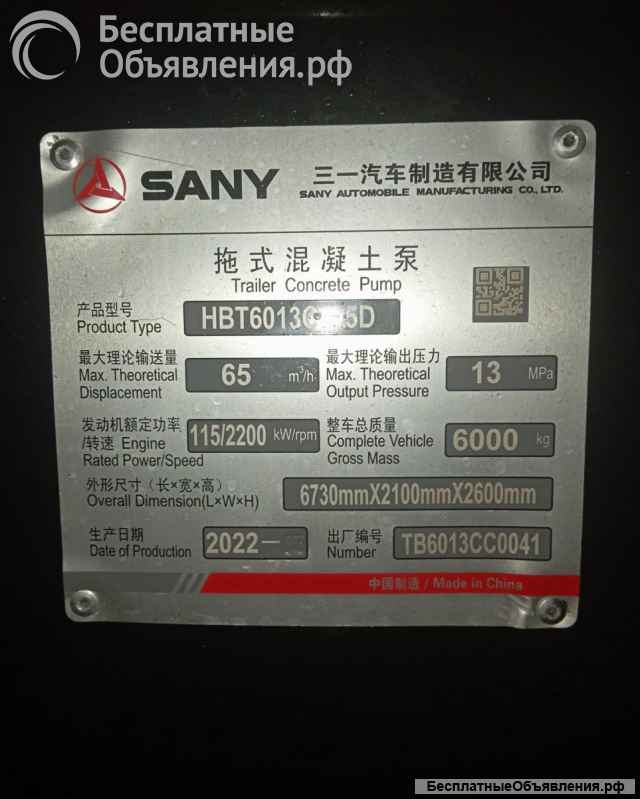 Бесплатные
Объявления.рф
SANY 三一汽车制造有限公司
SANY AUTOMOBILE MANUFACTURING CO., LTD.
拖式混凝土泵
Trailer Concrete Pump
产品型号
Product Type
最大理论输送量
Max. Theoretical
Displacement
65 m³/h
最大理论输出压力
Max. Theoretical
Output Pressure
13 MPa
发动机额定功率
/转速 Engine
Rated Power/Speed
115/2200 kW/rpm
整车总质量
Complete Vehicle
Gross Mass
6000 kg
外形尺寸（长×宽×高）
Overall Dimension(L×W×H)
6730mmX2100mmX2600mm
生产日期
Date of Production
2022-
出厂编号
Number
TB6013CC0041
中国制造 / Made in China
БесплатныеОбъявления.рф